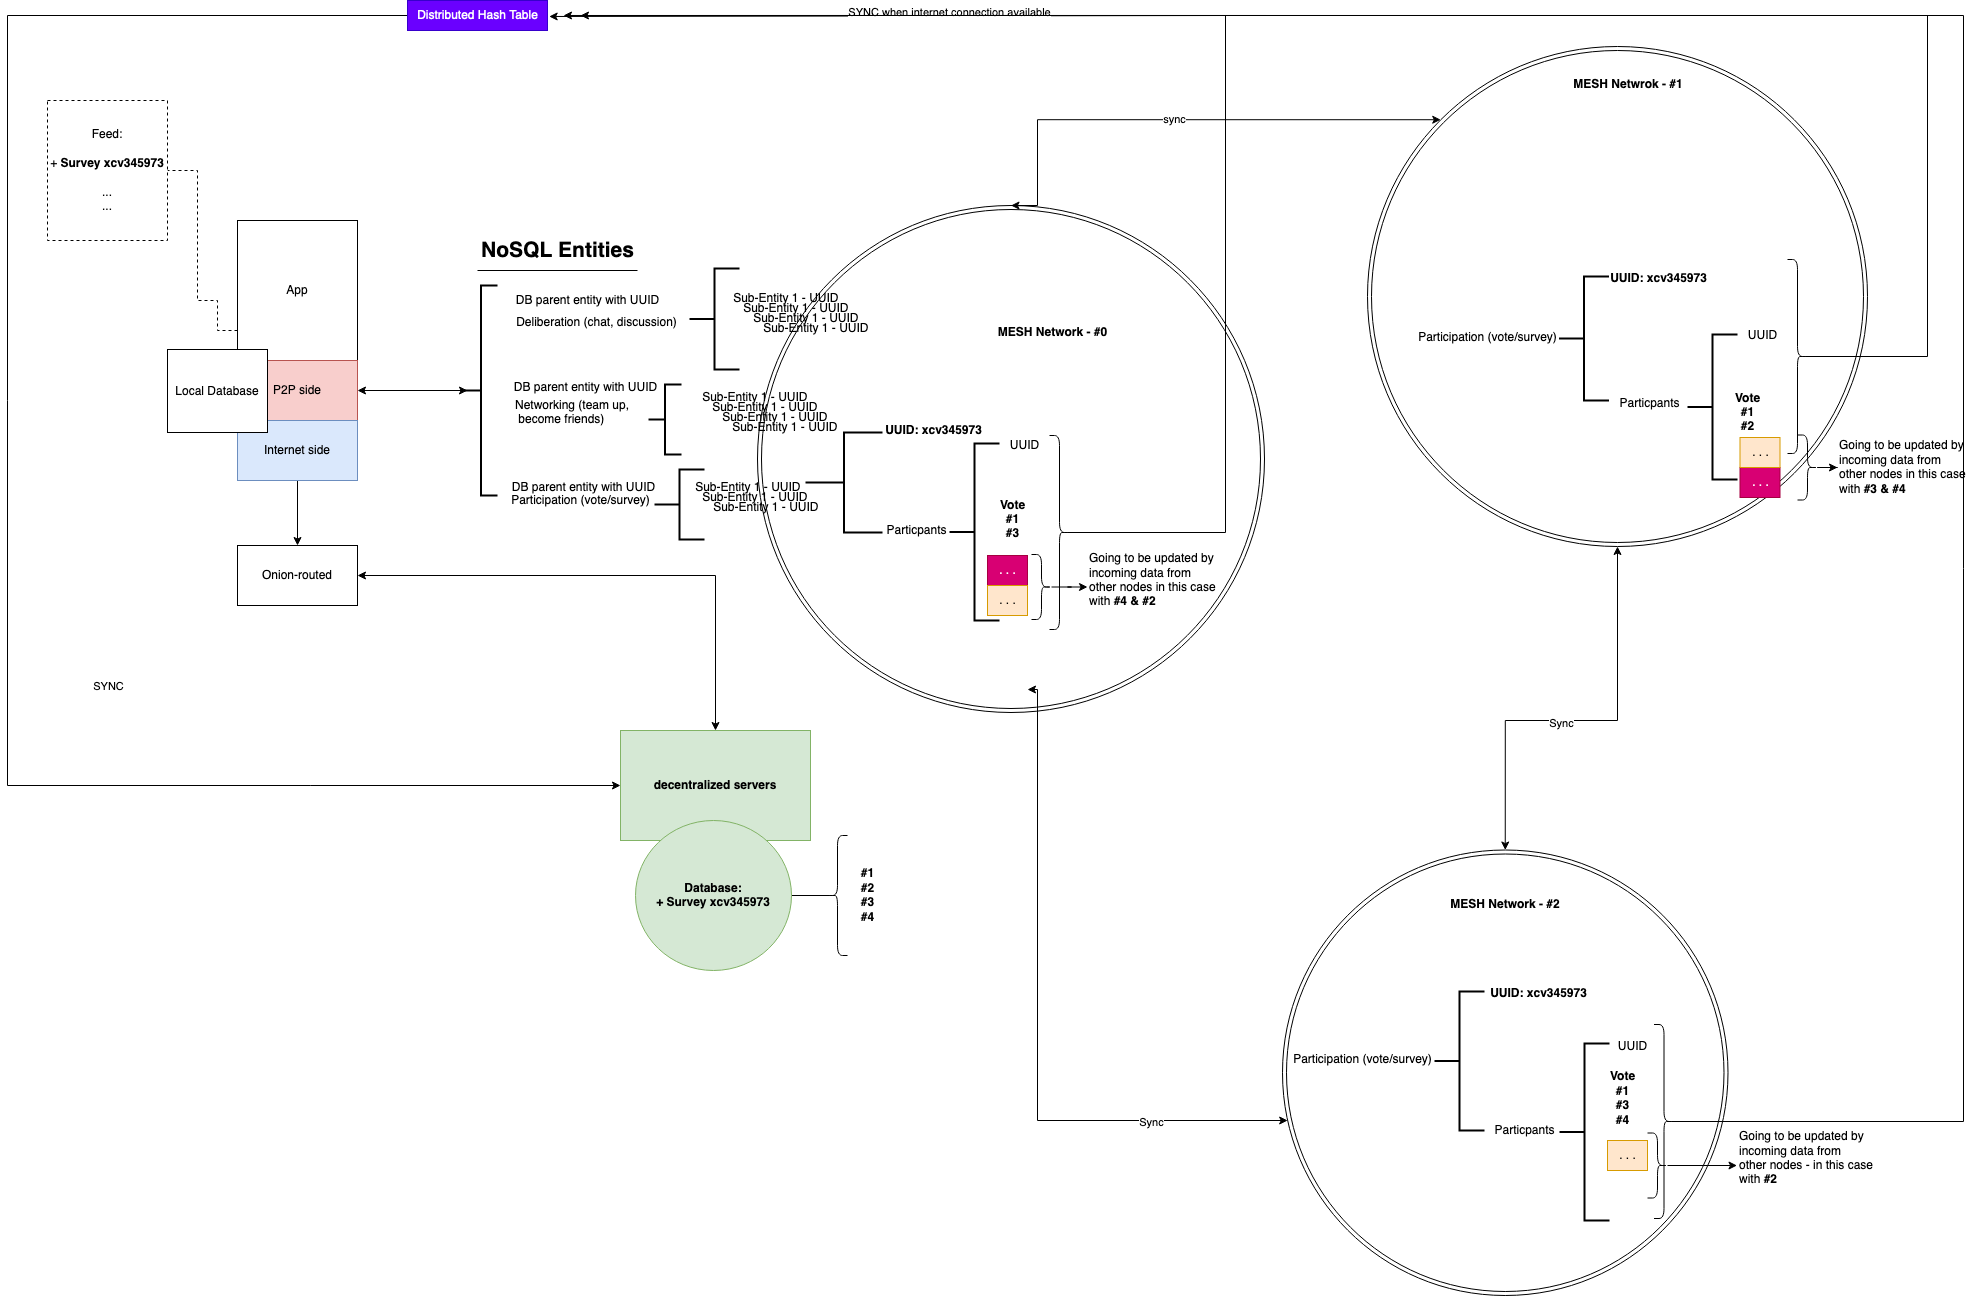 Distributed Hash Table
SYNC when internet connection available
Feed:
+ Survey xcv345973
...
...
App
Local Database
P2P side
Internet side
Onion-routed
SYNC
NoSQL Entities
DB parent entity with UUID
Deliberation (chat, discussion)
Sub-Entity 1 - UUID
Sub-Entity 1 - UUID
Sub-Entity 1 - UUID
Sub-Entity 1 - UUID
DB parent entity with UUID
Networking (team up,
become friends)
Sub-Entity 1 - UUID
Sub-Entity 1 - UUID
Sub-Entity 1 - UUID
Sub-Entity 1 - UUID
DB parent entity with UUID
Participation (vote/survey)
Sub-Entity 1 - UUID
Sub-Entity 1 - UUID
Sub-Entity 1 - UUID
MESH Network - #0
UUID: xcv345973
UUID
Particpants
Vote
#1
#3
. . .
. . .
Going to be updated by
incoming data from
other nodes in this case
with #4 & #2
sync
MESH Netwrok - #1
UUID: xcv345973
Participation (vote/survey)
UUID
Particpants
Vote
#1
#2
. . .
. . .
Going to be updated by
incoming data from
other nodes in this case
with #3 & #4
Sync
decentralized servers
Database:
+ Survey xcv345973
#1
#2
#3
#4
Sync
MESH Network - #2
UUID: xcv345973
Participation (vote/survey)
UUID
Particpants
Vote
#1
#3
#4
. . .
Going to be updated by
incoming data from
other nodes - in this case
with #2